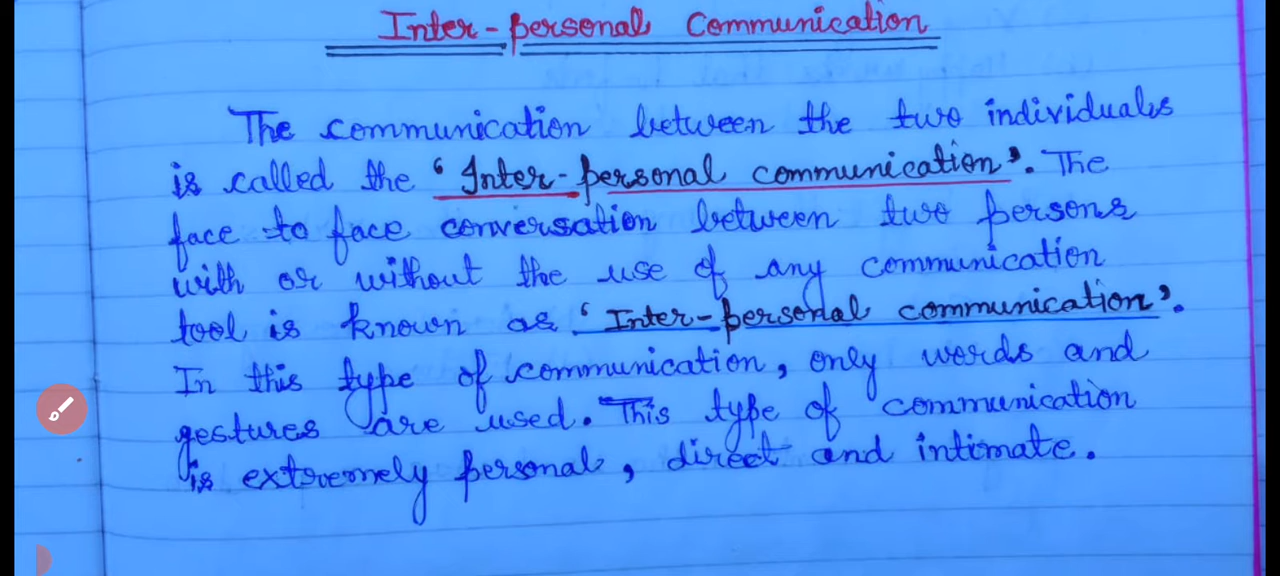 Inter-personal Communication
The communication between the two individuals
is called the 'Inter-personal communication'. The
face to face conversation between two persons
with or without the use of any communication
tool is known as 'Inter-personal communication'.
In this type of communication, only words and
gestures are used. This type of communication
is extremely personal, direct and intimate.